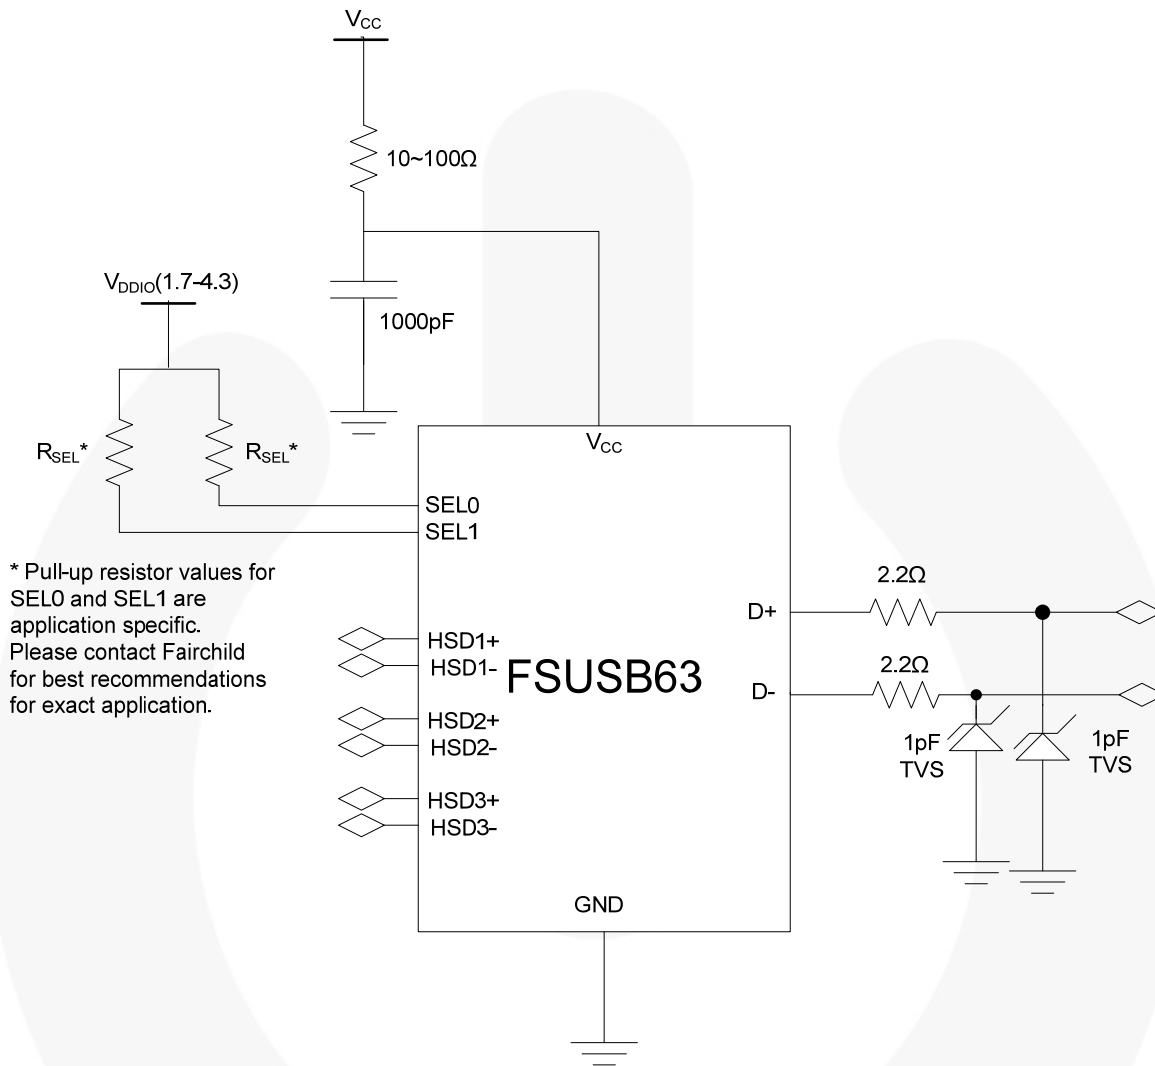 VCC
10~100Ω
VDDIO(1.7-4.3)
1000pF
RSEL*
RSEL*
VCC
SEL0
SEL1
* Pull-up resistor values for
SEL0 and SEL1 are
application specific.
Please contact Fairchild
for best recommendations
for exact application.
2.2Ω
D+
HSD1+
HSD1-
FSUSB63
2.2Ω
D-
HSD2+
HSD2-
1pF
TVS
1pF
TVS
HSD3+
HSD3-
GND